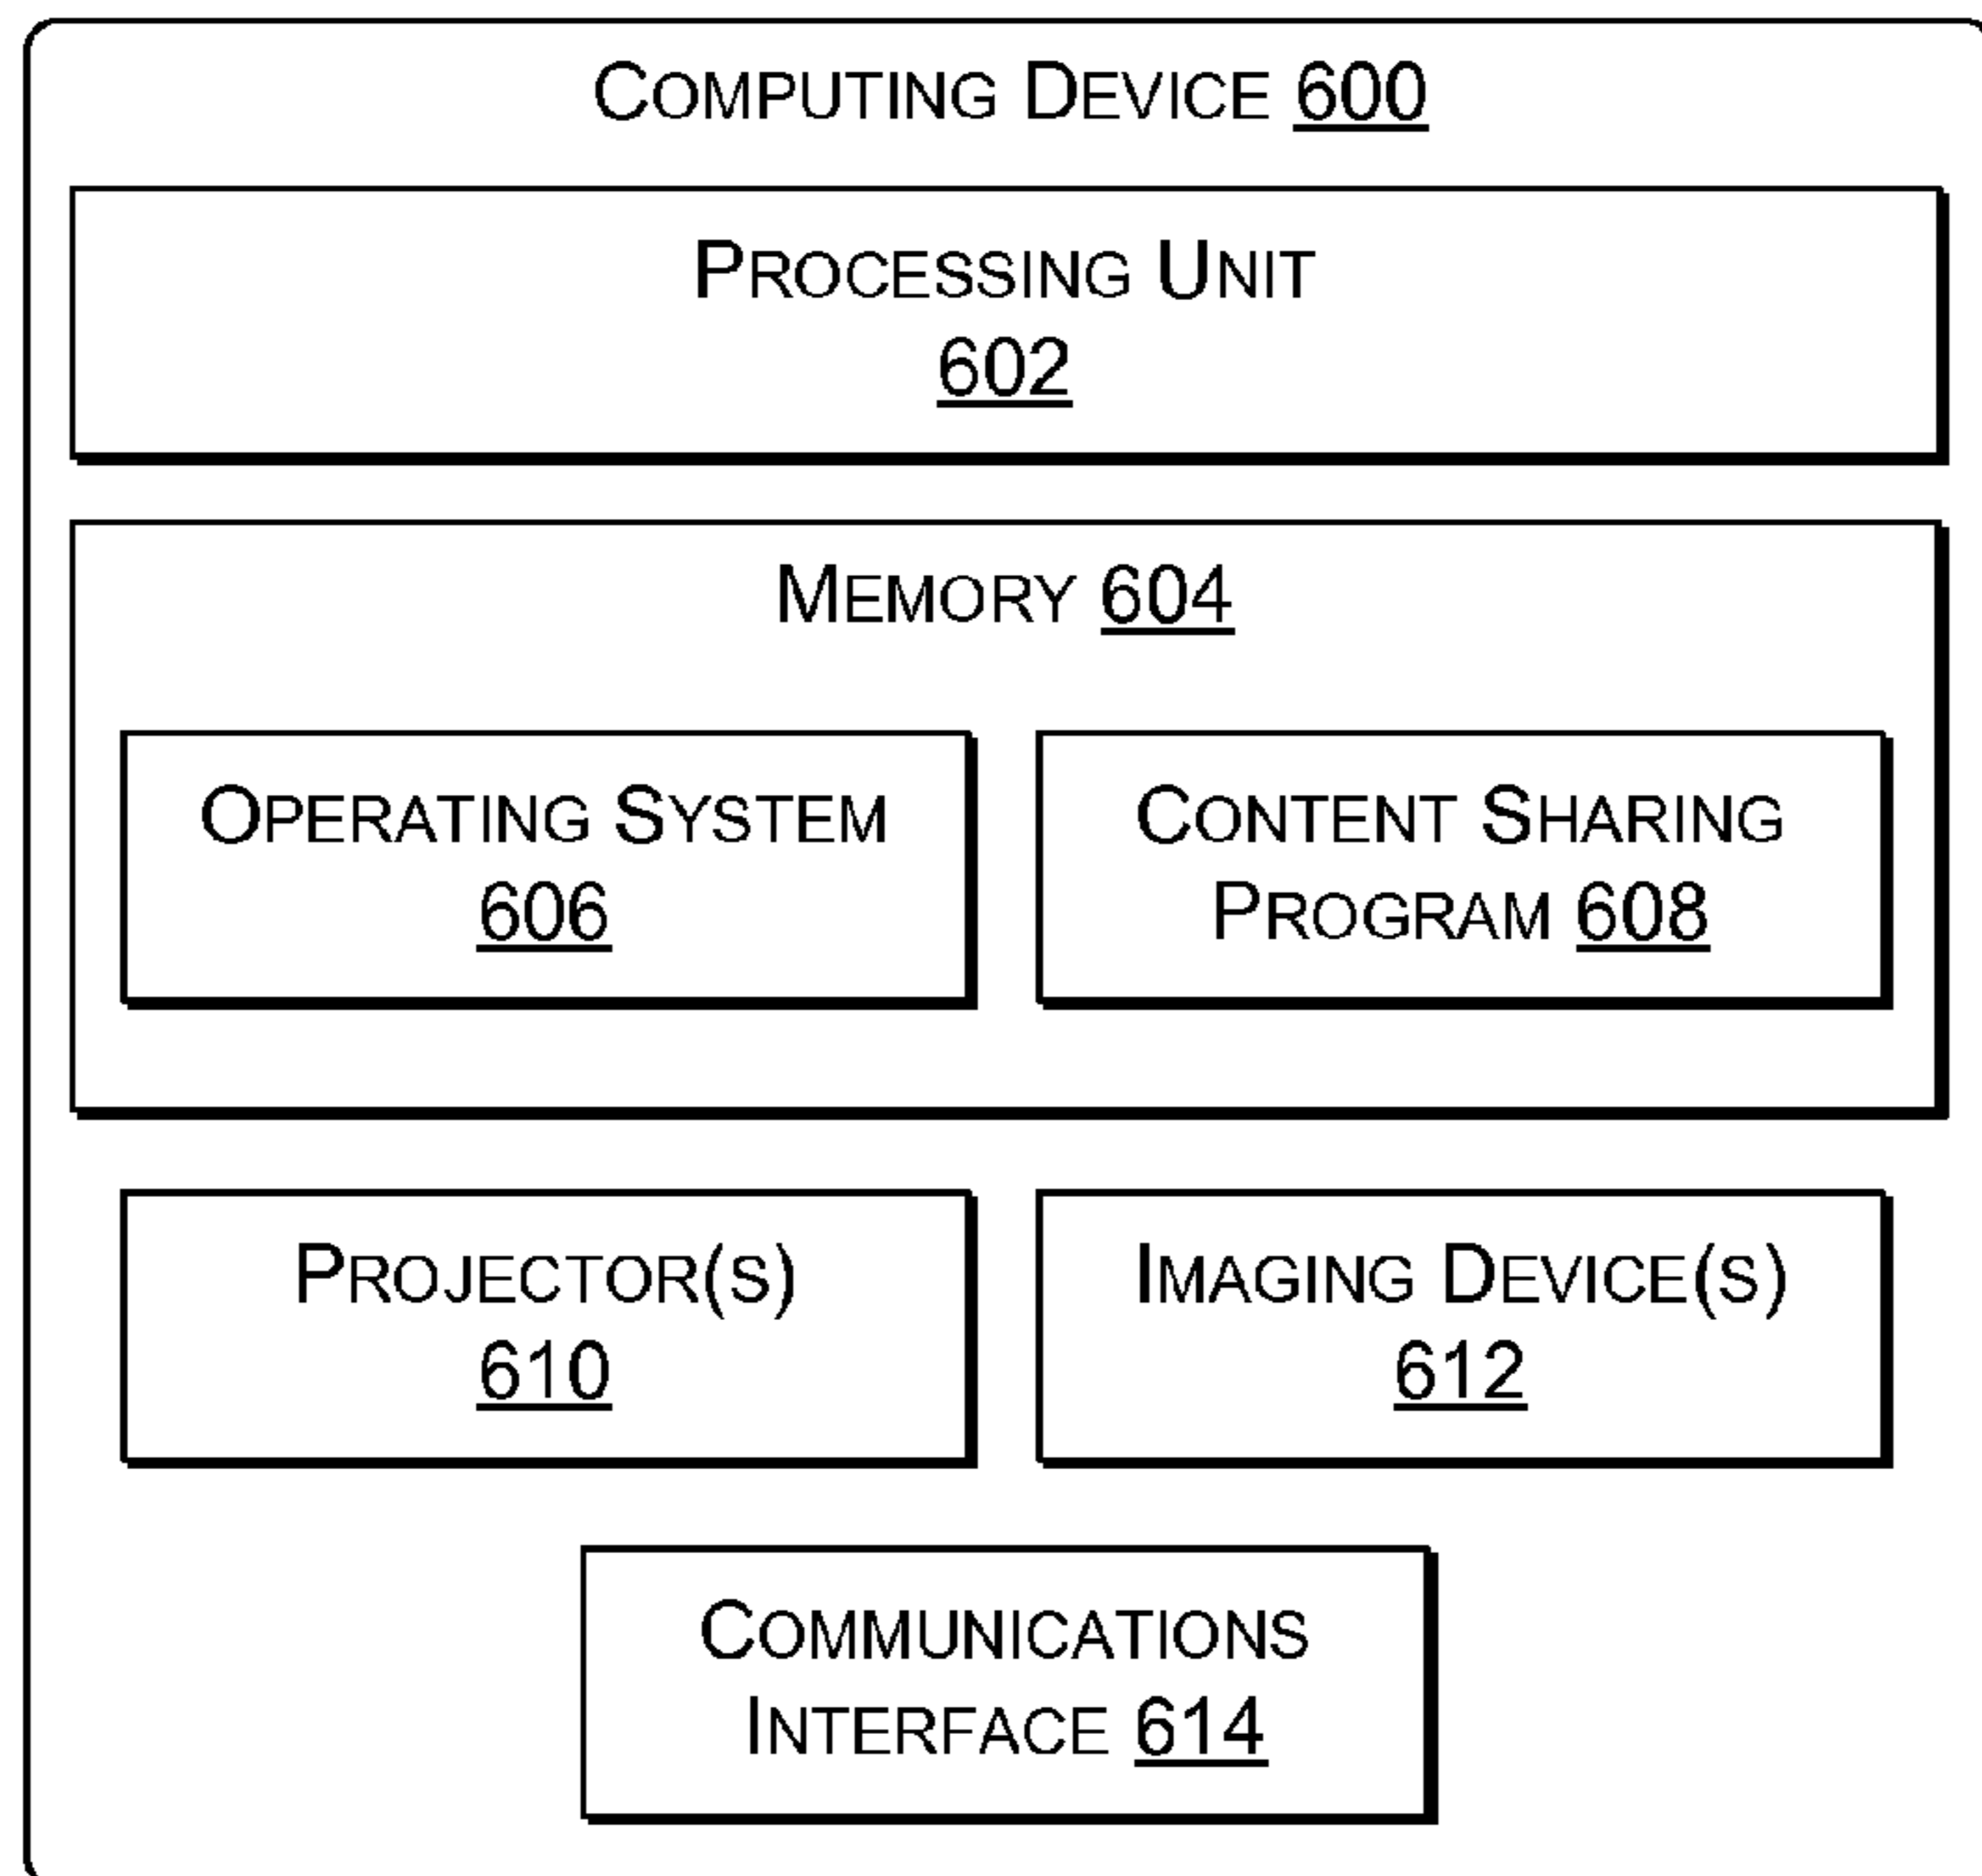 COMPUTING DEVICE 600
PROCESSING UNIT
602
MEMORY 604
OPERATING SYSTEM
606
CONTENT SHARING
PROGRAM 608
PROJECTOR(S)
610
IMAGING DEVICE(S)
612
COMMUNICATIONS
INTERFACE 614